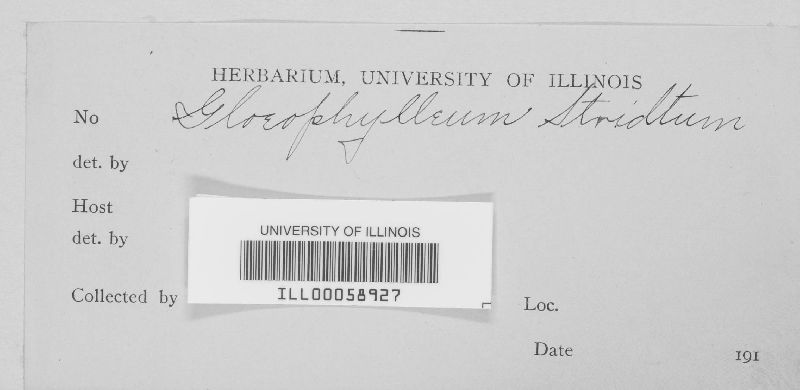 HERBARIUM, UNIVERSITY OF ILLINOIS
No Gloeophylleum Stridtum
det. by
Host
det. by
UNIVERSITY OF ILLINOIS
ILL00058927
Collected by
Loc.
Date 191